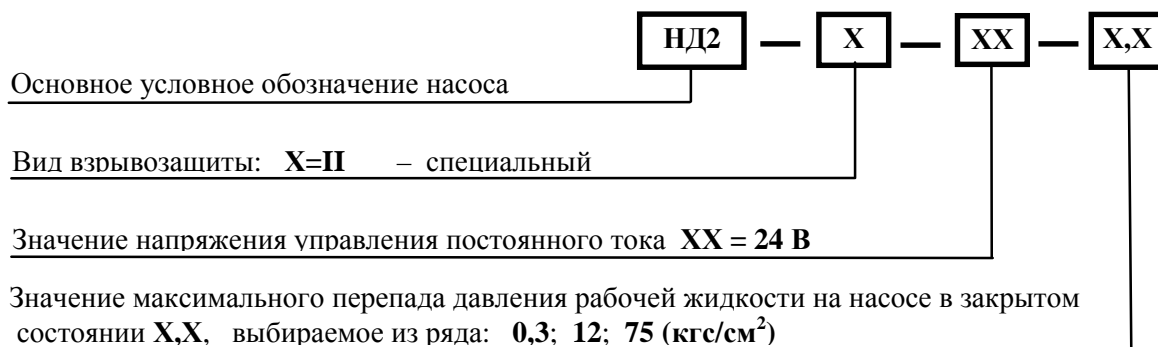 НД2 — X — XX — X,X
Основное условное обозначение насоса
Вид взрывозащиты: X=II – специальный
Значение напряжения управления постоянного тока XX = 24 В
Значение максимального перепада давления рабочей жидкости на насосе в закрытом
состоянии X,X, выбираемое из ряда: 0,3; 12; 75 (кгс/см²)